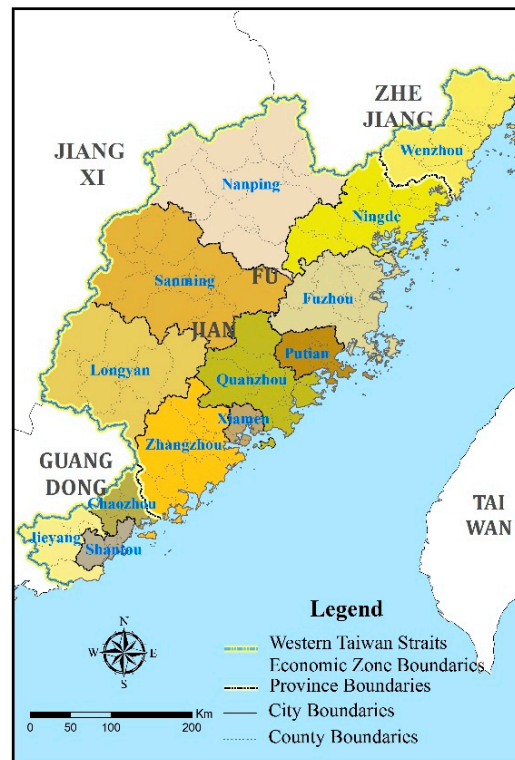 ZHE
JIANG
Wenzhou
JIANG
XI
Nanping
Ningde
Sanming
FU
Fuzhou
JIAN
Putian
Longyan
Quanzhou
Xiamen
Zhangzhou
GUANG
DONG
Chaozhou
Jieyang
Shantou
TAI
WAN
Legend
Western Taiwan Straits
Economic Zone Boundaries
Province Boundaries
City Boundaries
County Boundaries
N
W E
S
Km
0 50 100 200